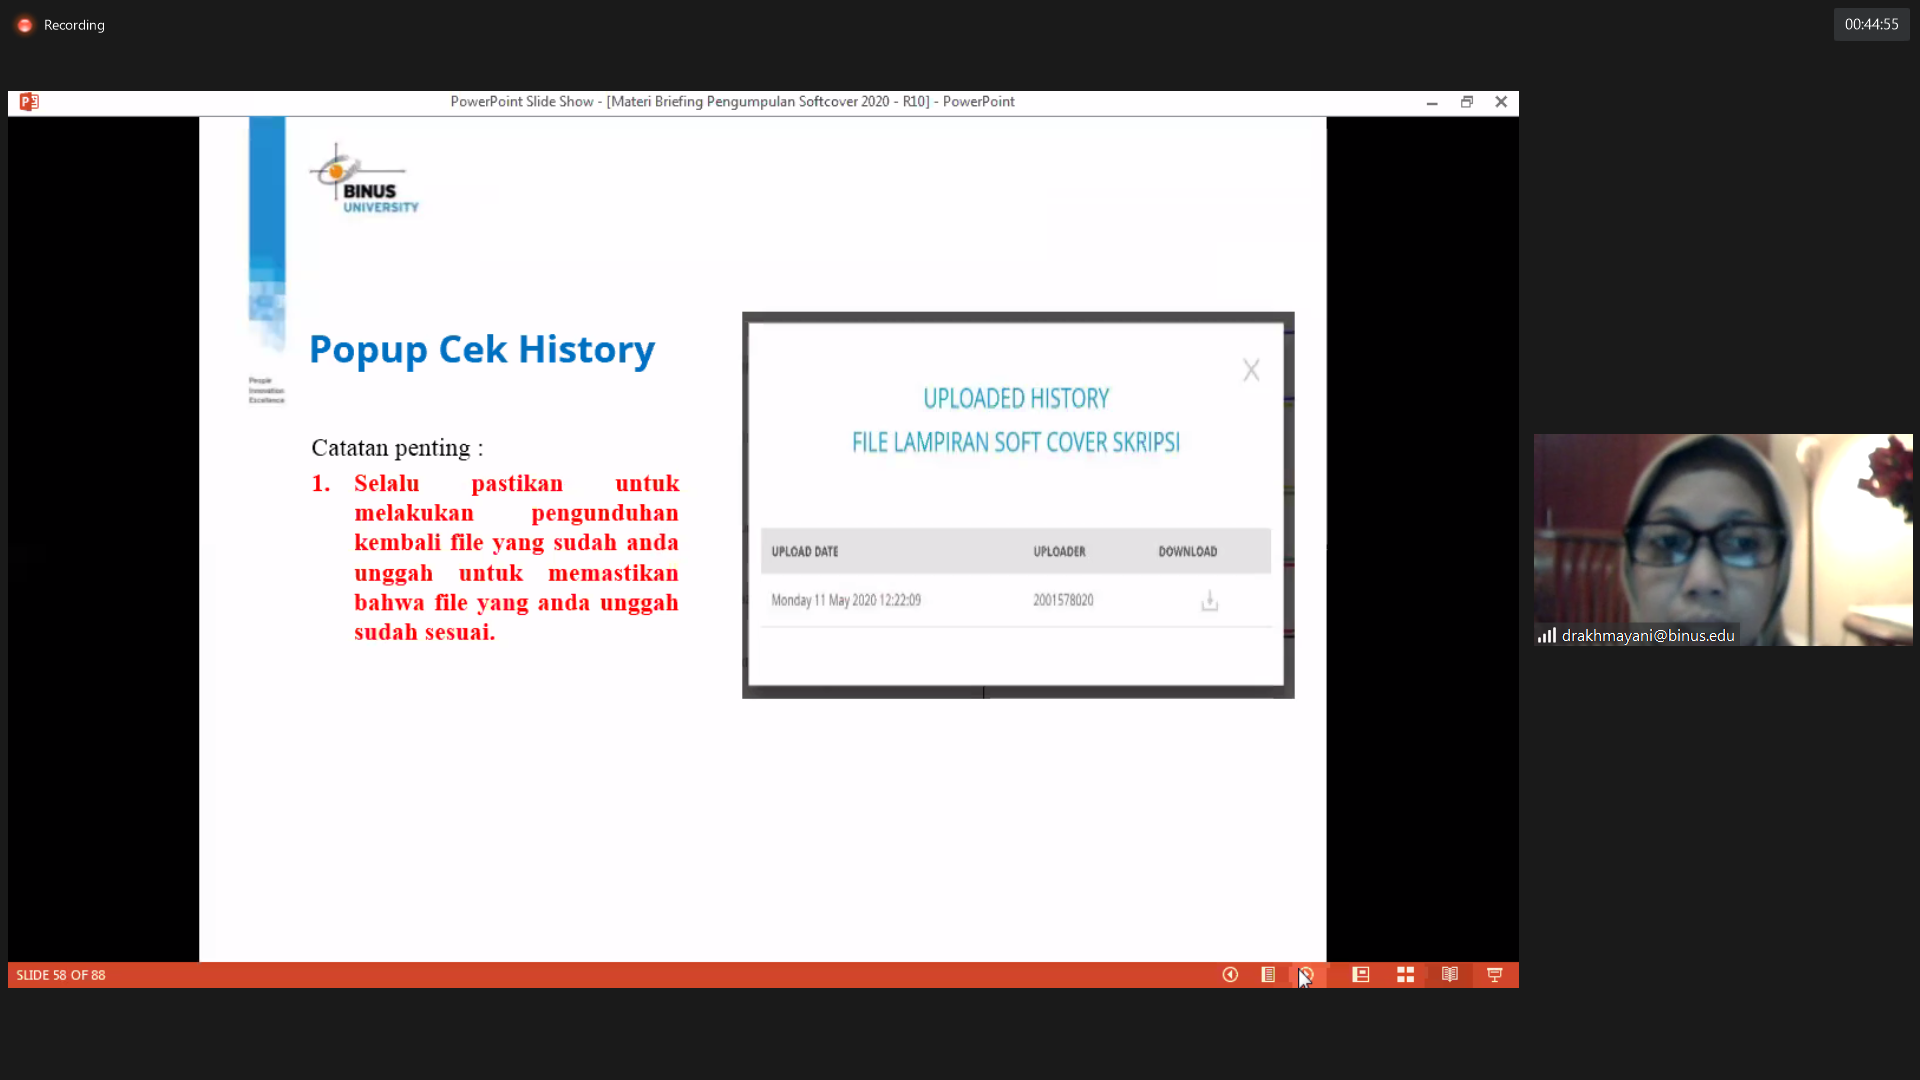 Recording
00:44:55
PowerPoint Slide Show - [Materi Briefing Pengumpulan Softcover 2020 - R10] - PowerPoint
BINUS
UNIVERSITY
People
Innovation
Excellence
Popup Cek History
Catatan penting :
1. Selalu pastikan untuk
melakukan pengunduhan
kembali file yang sudah anda
unggah untuk memastikan
bahwa file yang anda unggah
sudah sesuai.
X
UPLOADED HISTORY
FILE LAMPIRAN SOFT COVER SKRIPSI
UPLOAD DATE UPLOADER DOWNLOAD
Monday 11 May 2020 12:22:09 2001578020
drakhmayani@binus.edu
SLIDE 58 OF 88